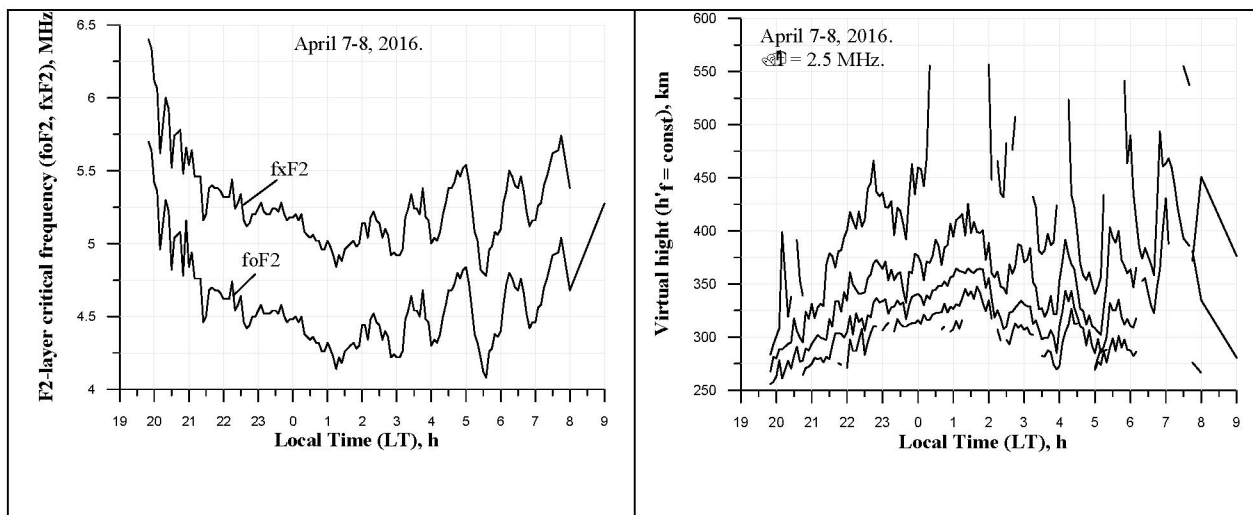 F2-layer critical frequency (foF2, fxF2), MHz
6.5
6
5.5
5
4.5
4
April 7-8, 2016.
fxF2
foF2
19 20 21 22 23 0 1 2 3 4 5 6 7 8 9
Local Time (LT), h
Virtual hight (h'f = const), km
600
550
500
450
400
350
300
250
April 7-8, 2016.
= 2.5 MHz.
19 20 21 22 23 0 1 2 3 4 5 6 7 8 9
Local Time (LT), h